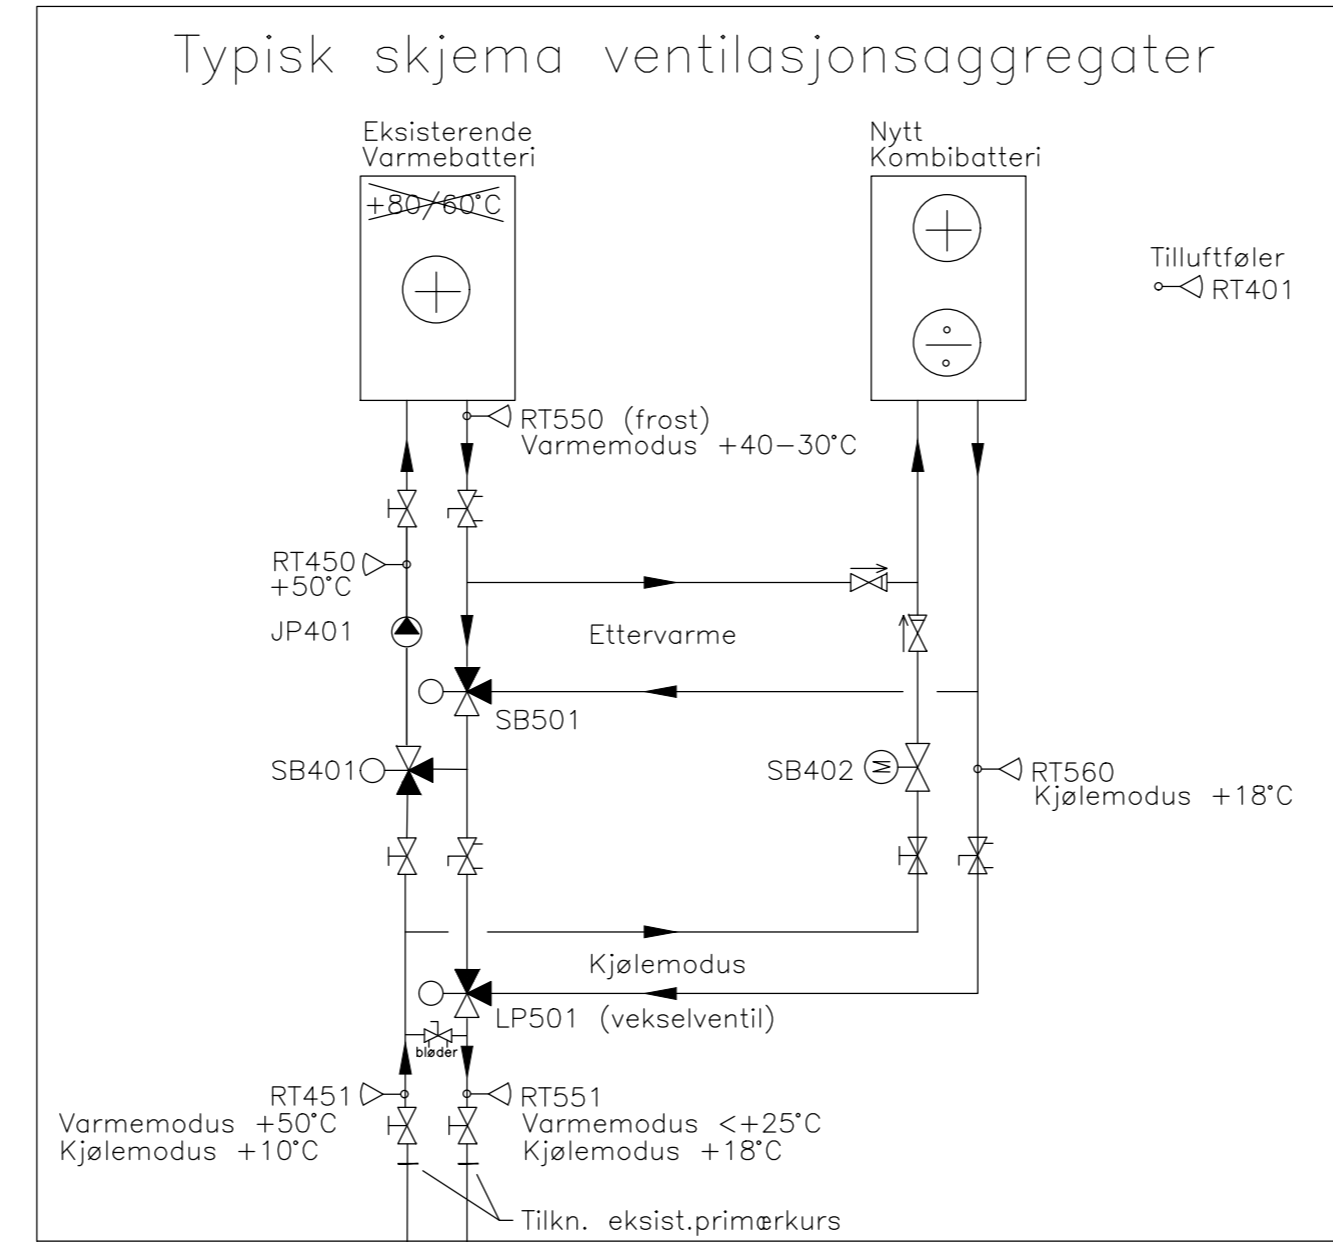 Typisk skjema ventilasjonsaggregater
Eksisterende
Varmebatteri
+80/60°C
Nytt
Kombibatteri
Tilluftføler
RT401
RT550 (frost)
Varmemodus +40-30°C
RT450
+50°C
JP401
Ettervarme
SB501
SB401
SB402
M
RT560
Kjølemodus +18°C
Kjølemodus
LP501 (vekselventil)
bløder
RT451
Varmemodus +50°C
Kjølemodus +10°C
RT551
Varmemodus <+25°C
Kjølemodus +18°C
Tilkn. eksist.primærkurs